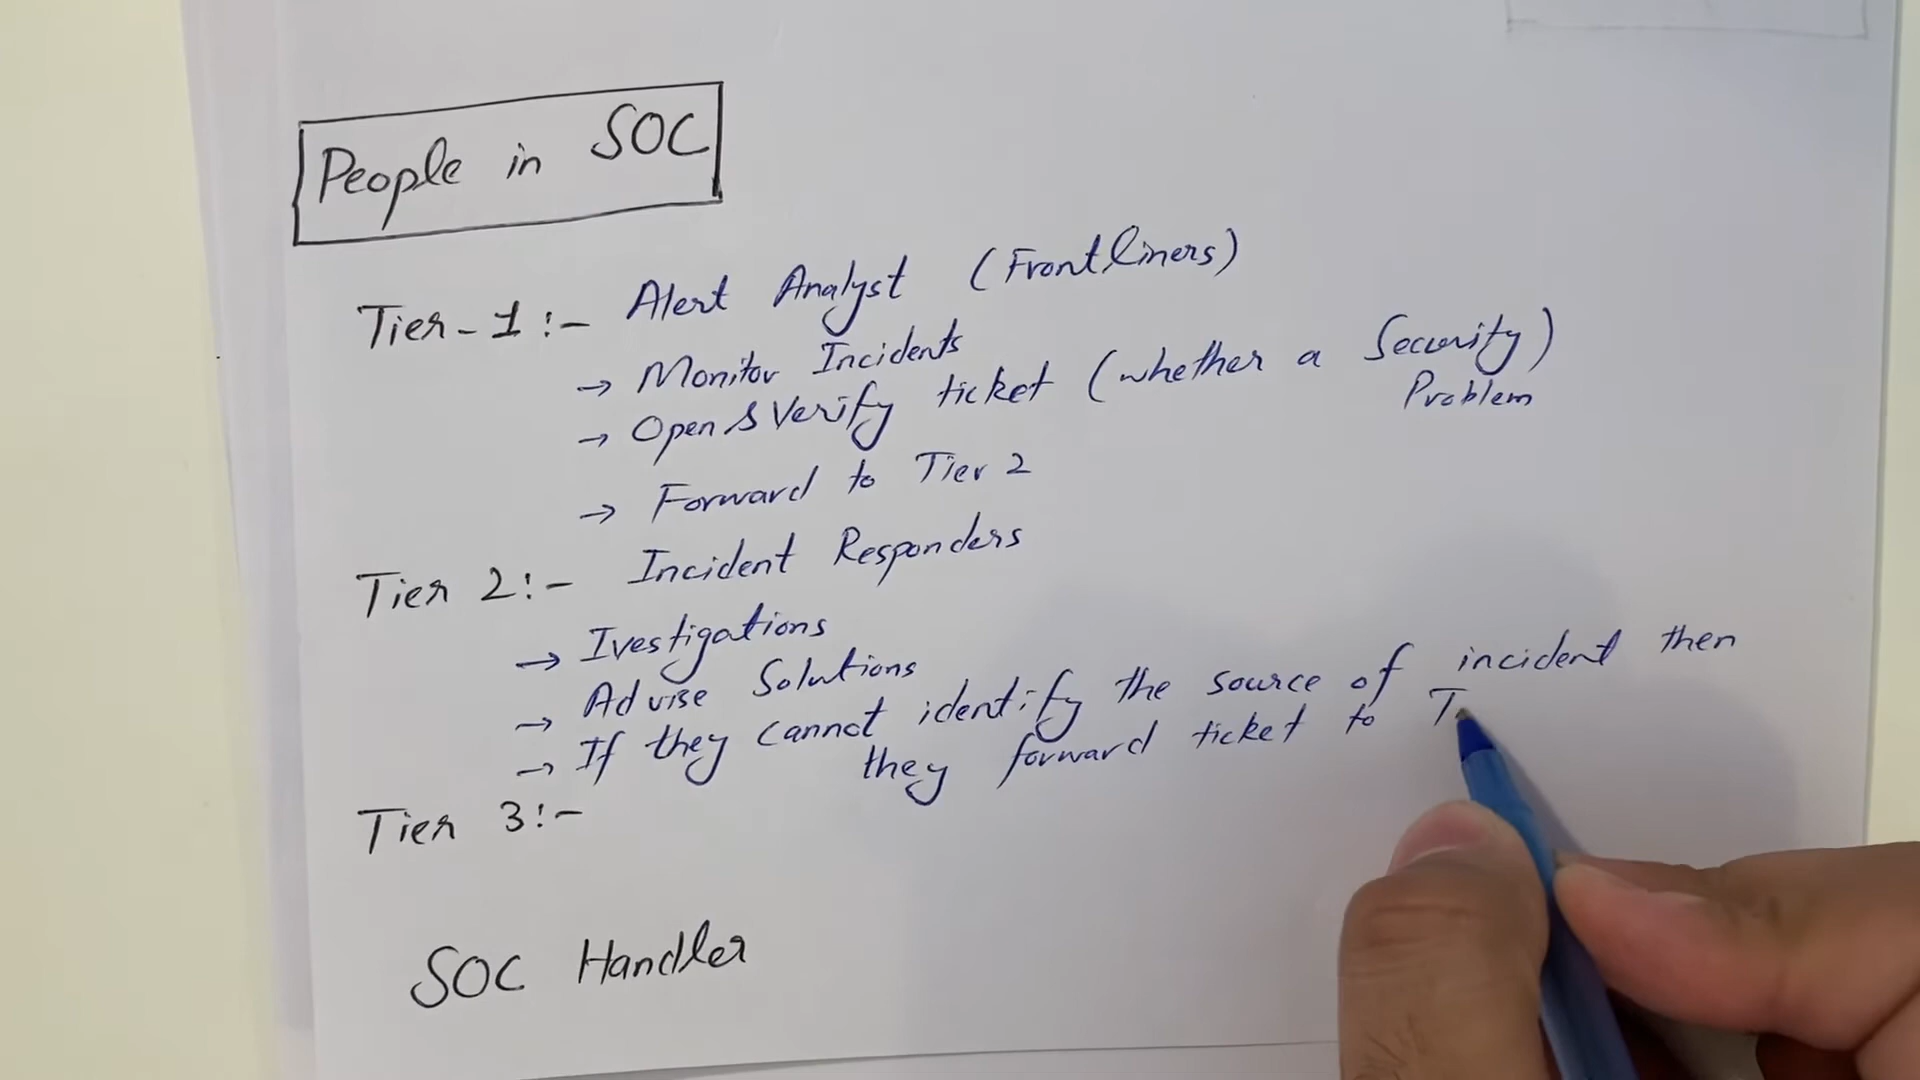 People in SOC
Tier-1:- Alert Analyst (Frontliners)
→ Monitor Incidents
→ Open & Verify ticket (whether a Security)
Problem
→ Forward to Tier 2
Tier 2:- Incident Responders
→ Ivestigations
→ Advise Solutions
→ If they cannot identify the source of incident then
they forward ticket to T
Tier 3:-
SOC Handler